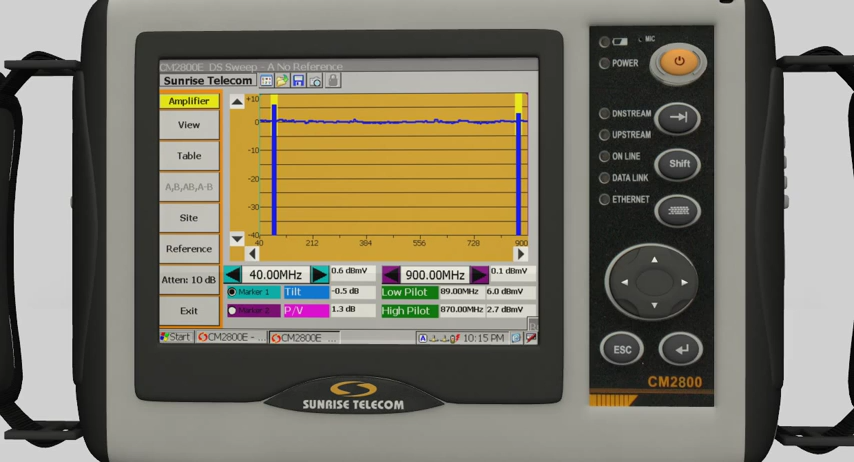 CM2800E DS Sweep - A No Reference
Sunrise Telecom
Amplifier
View
Table
A,B,AB,A-B
Site
Reference
Atten: 10 dB
Exit
+10
0
-10
-20
-30
-40
40 212 384 556 728 900
40.00MHz 0.6 dBmV 900.00MHz 0.1 dBmV
Marker 1 Tilt -0.5 dB Low Pilot 89.00MHz 6.0 dBmV
Marker 2 P/V 1.3 dB High Pilot 870.00MHz 2.7 dBmV
Start CM2800E - ... CM2800E ... A 10:15 PM
SUNRISE TELECOM
MIC
POWER
DNSTREAM
UPSTREAM
ON LINE
DATA LINK
ETHERNET
Shift
ESC
CM2800